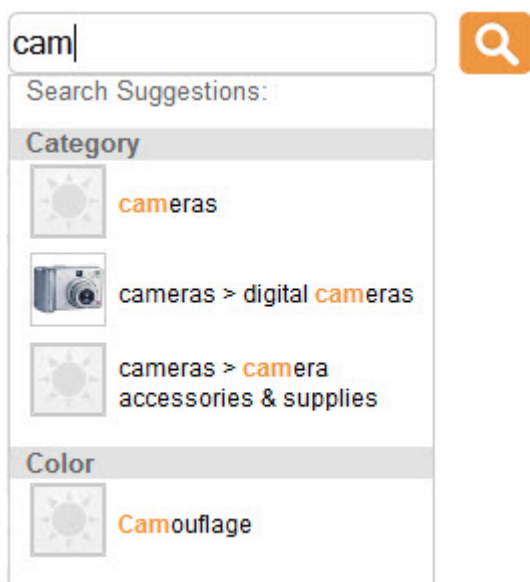 cam
Search Suggestions:
Category
cameras
cameras > digital cameras
cameras > camera
accessories & supplies
Color
Camouflage